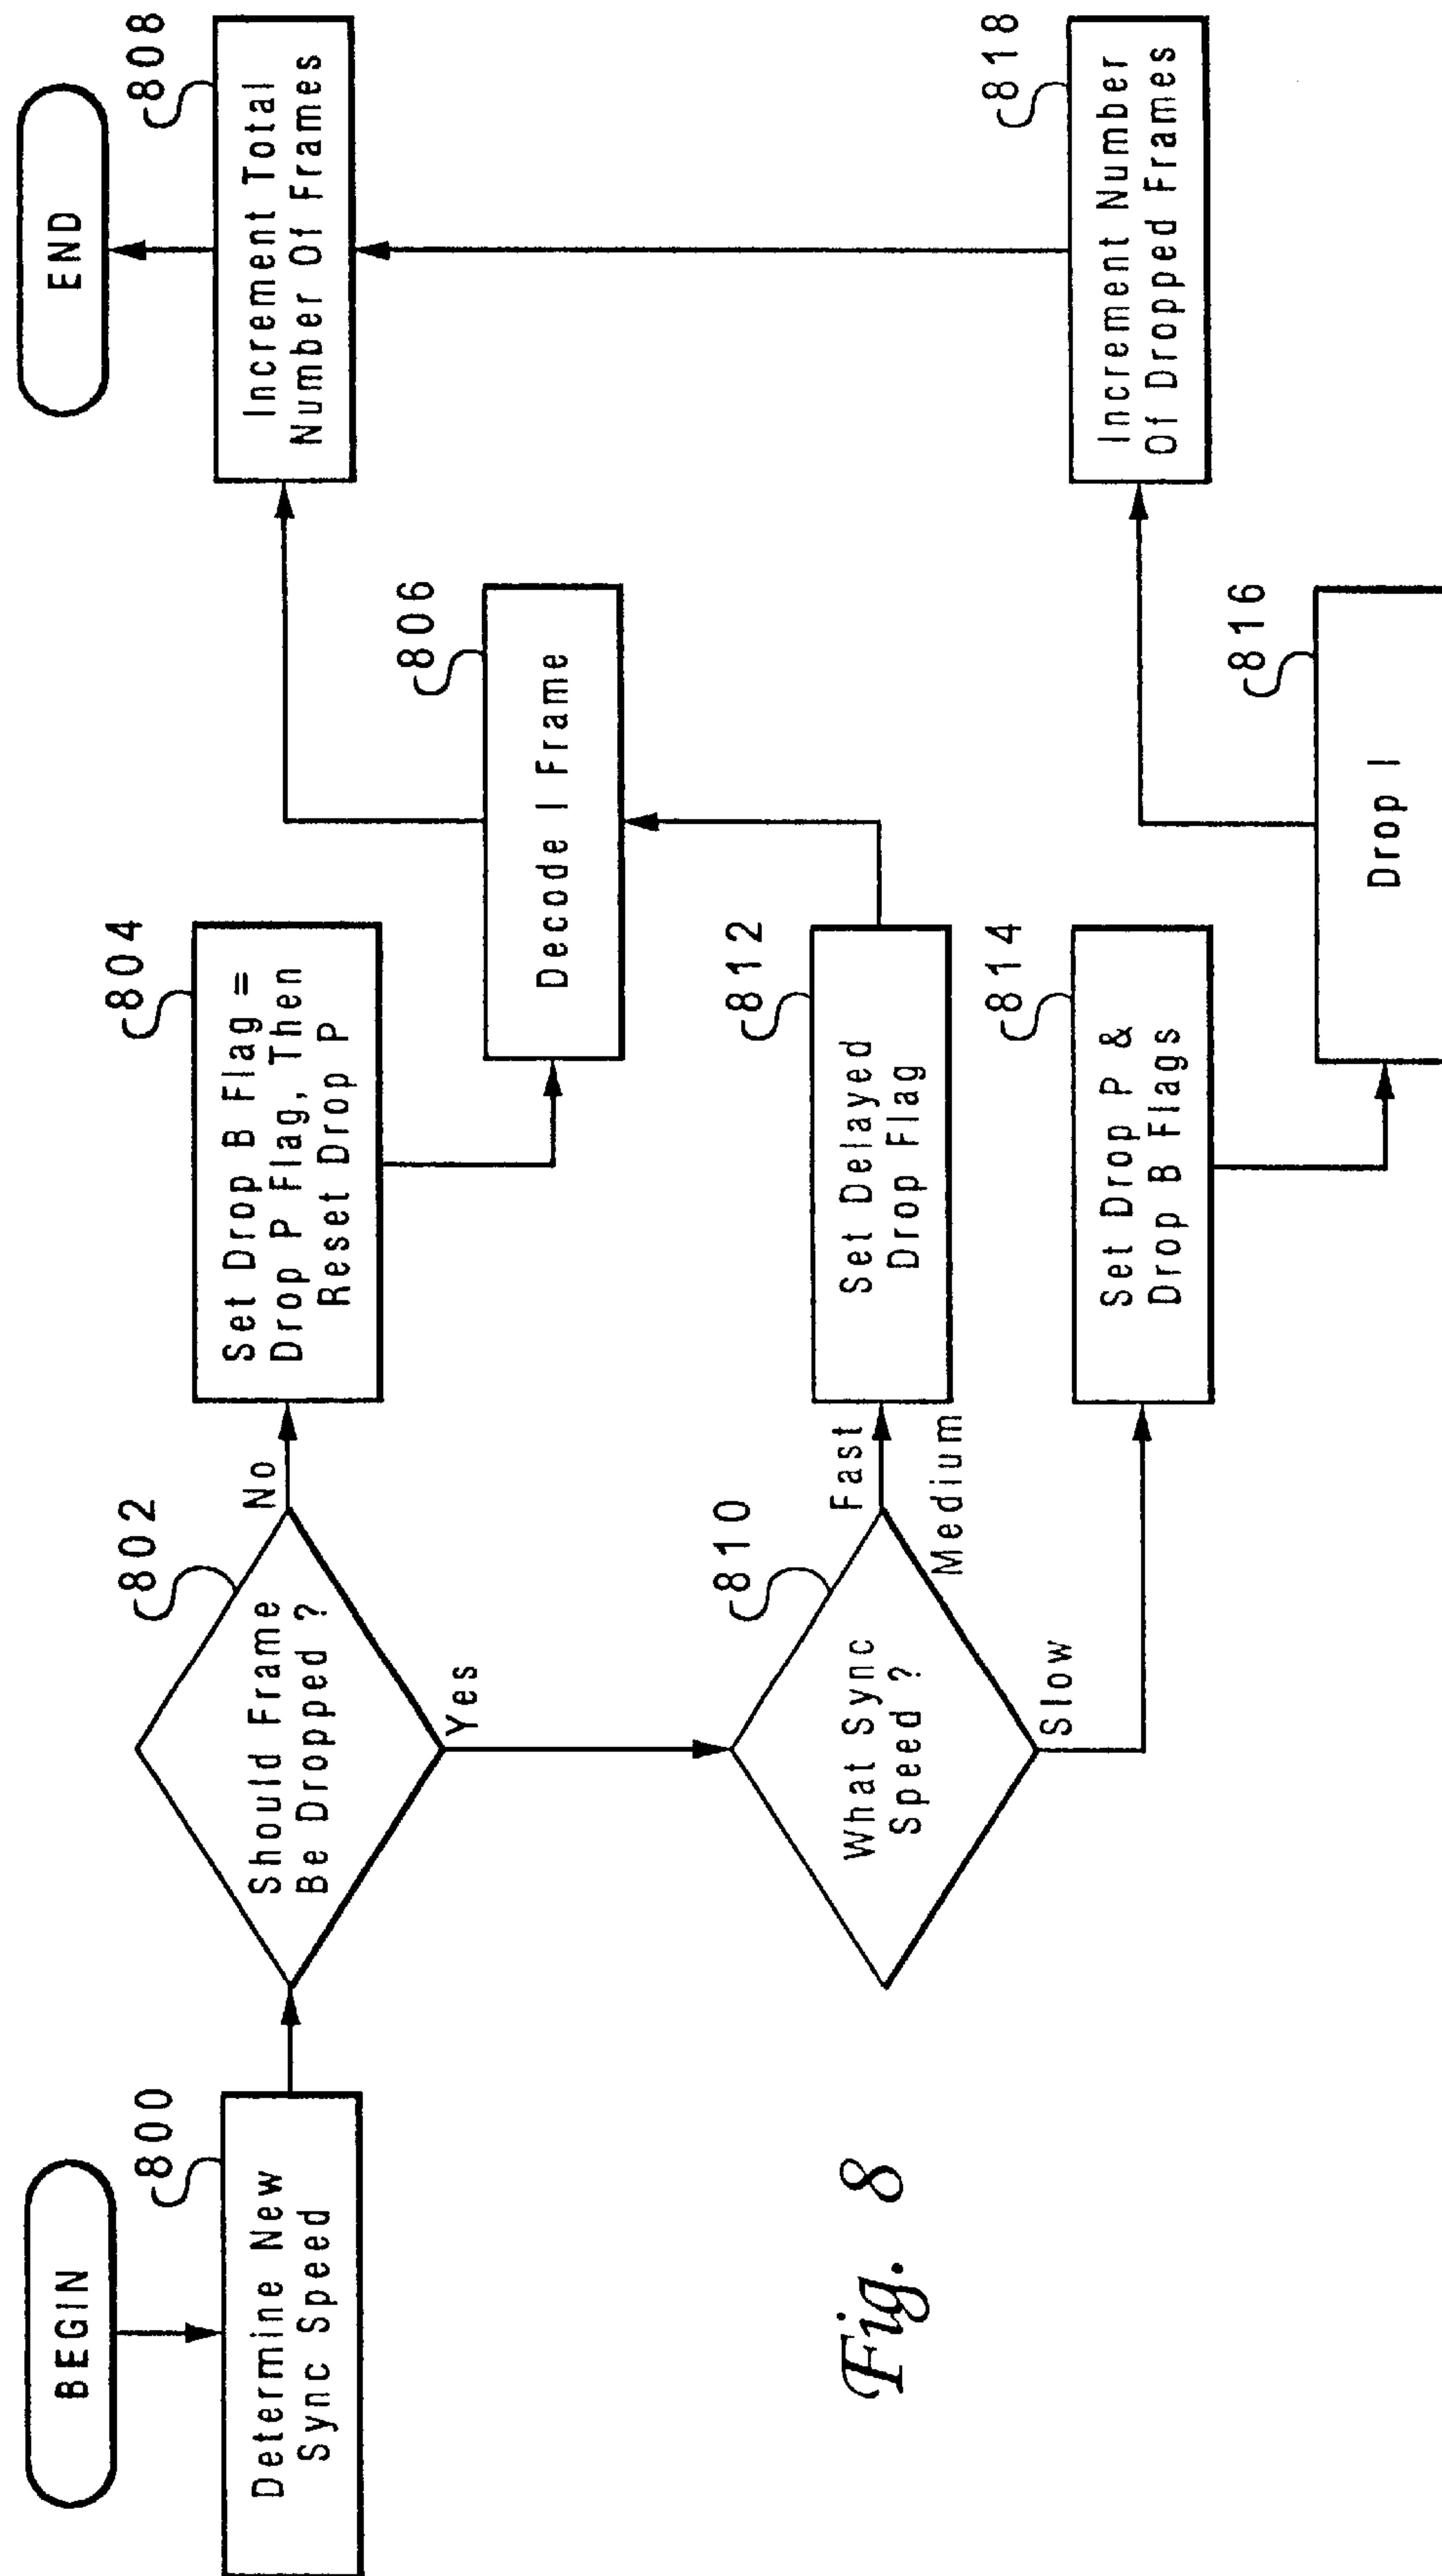 BEGIN
800
Determine New
Sync Speed
802
Should Frame
Be Dropped ?
No
Yes
804
Set Drop B Flag =
Drop P Flag, Then
Reset Drop P
806
Decode I Frame
808
Increment Total
Number Of Frames
END
810
What Sync
Speed ?
Fast
Medium
Slow
812
Set Delayed
Drop Flag
814
Set Drop P &
Drop B Flags
816
Drop I
818
Increment Number
Of Dropped Frames
Fig. 8